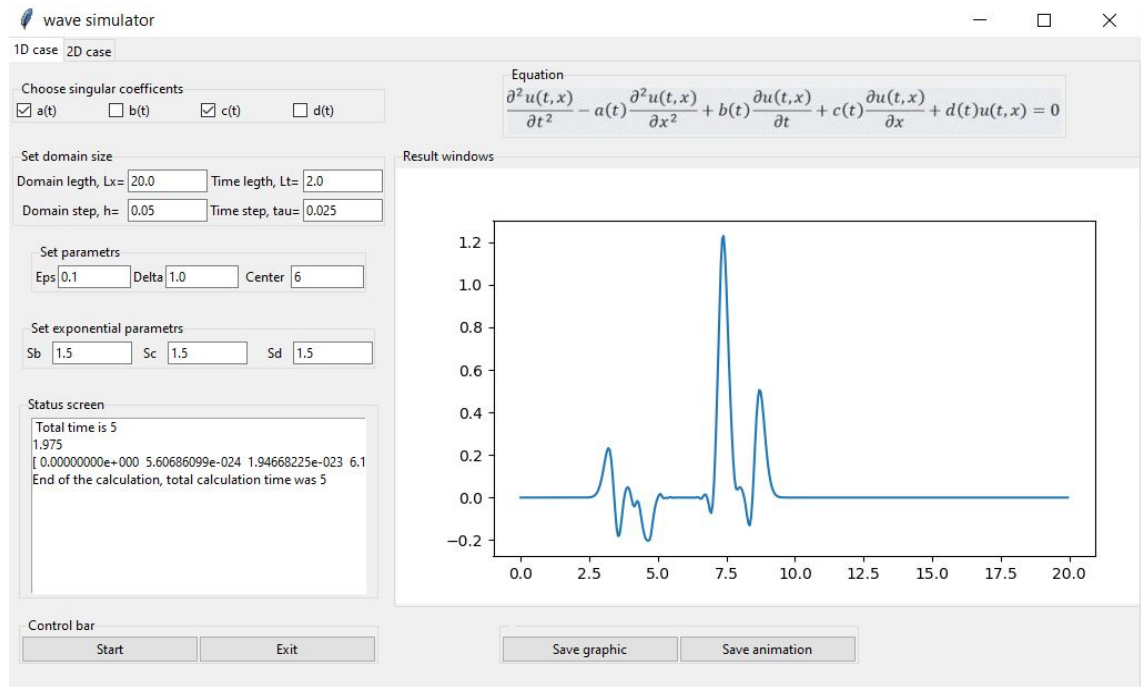 wave simulator
1D case 2D case
Choose singular coefficents
a(t) b(t) c(t) d(t)
Equation
∂²u(t,x)/∂t² − a(t) ∂²u(t,x)/∂x² + b(t) ∂u(t,x)/∂t + c(t) ∂u(t,x)/∂x + d(t)u(t,x) = 0
Set domain size
Domain legth, Lx= 20.0 Time legth, Lt= 2.0
Domain step, h= 0.05 Time step, tau= 0.025
Set parametrs
Eps 0.1 Delta 1.0 Center 6
Set exponential parametrs
Sb 1.5 Sc 1.5 Sd 1.5
Status screen
Total time is 5
1.975
[ 0.00000000e+000 5.60686099e-024 1.94668225e-023 6.1
End of the calculation, total calculation time was 5
Control bar
Start Exit
Result windows
1.2
1.0
0.8
0.6
0.4
0.2
0.0
−0.2
0.0 2.5 5.0 7.5 10.0 12.5 15.0 17.5 20.0
Save graphic Save animation